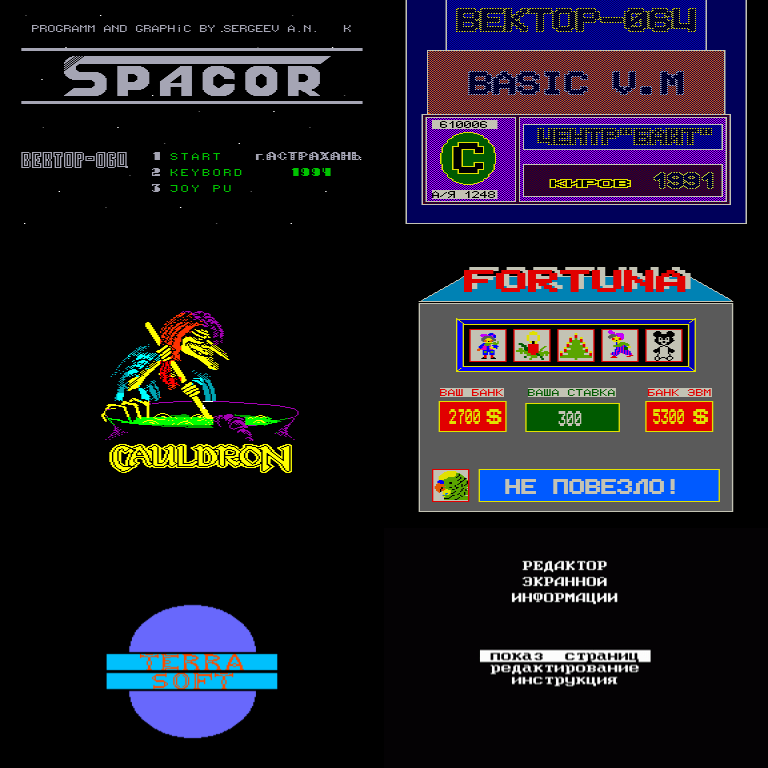 PROGRAMM AND GRAPHiC BY SERGEEV A.N. K
SPACOR
ВЕКТОР-06Ц
1 START
2 KEYBORD
3 JOY PU
г.АСТРАХАНЬ
1994
ВЕКТОР-06Ц
BASIC V.M
610006
С
А/Я 1248
ЦЕНТР"БАЙТ"
КИРОВ 1991
CAULDRON
FORTUNA
ВАШ БАНК
2700 $
ВАША СТАВКА
300
БАНК ЭВМ
5300 $
НЕ ПОВЕЗЛО!
TERRA
SOFT
РЕДАКТОР
ЭКРАННОЙ
ИНФОРМАЦИИ
показ страниц
редактирование
инструкция